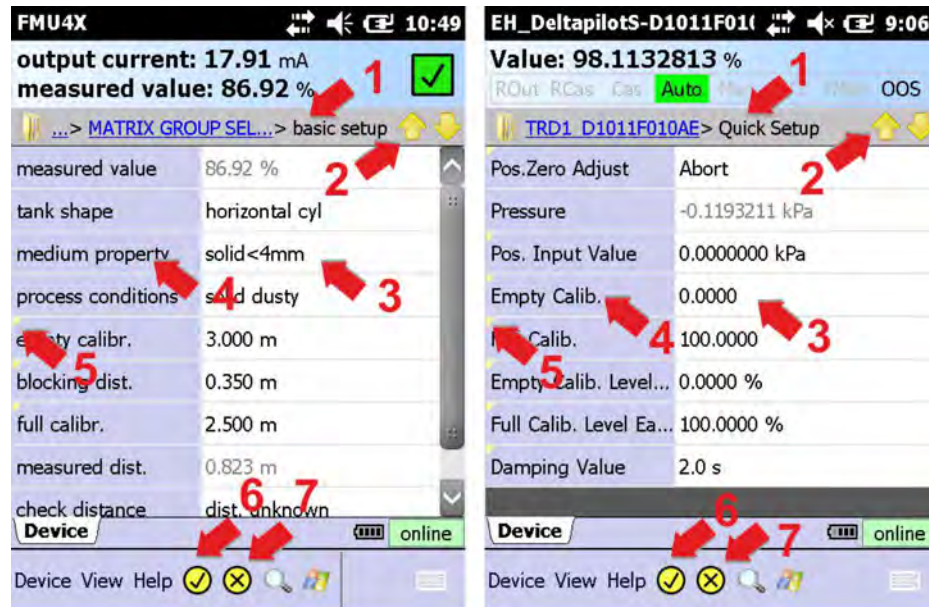 FMU4X 10:49
output current: 17.91 mA
measured value: 86.92 %
1
...> MATRIX GROUP SEL...> basic setup
2
measured value 86.92 %
tank shape horizontal cyl
medium property solid<4mm
4
3
process conditions solid dusty
empty calibr. 3.000 m
5
blocking dist. 0.350 m
full calibr. 2.500 m
measured dist. 0.823 m
6
7
check distance dist. unknown
Device online
Device View Help
EH_DeltapilotS-D1011F01( 9:06
Value: 98.1132813 %
1
ROut RCas Cas Auto OOS
TRD1_D1011F010AE> Quick Setup
2
Pos.Zero Adjust Abort
Pressure -0.1193211 kPa
Pos. Input Value 0.0000000 kPa
Empty Calib. 0.0000
4
3
Calib. 100.0000
5
Empty Calib. Level... 0.0000 %
Full Calib. Level Ea... 100.0000 %
Damping Value 2.0 s
6
Device online
7
Device View Help